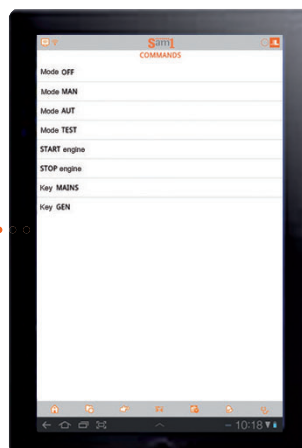 Sam1
COMMANDS
Mode OFF
Mode MAN
Mode AUT
Mode TEST
START engine
STOP engine
Key MAINS
Key GEN
10:18